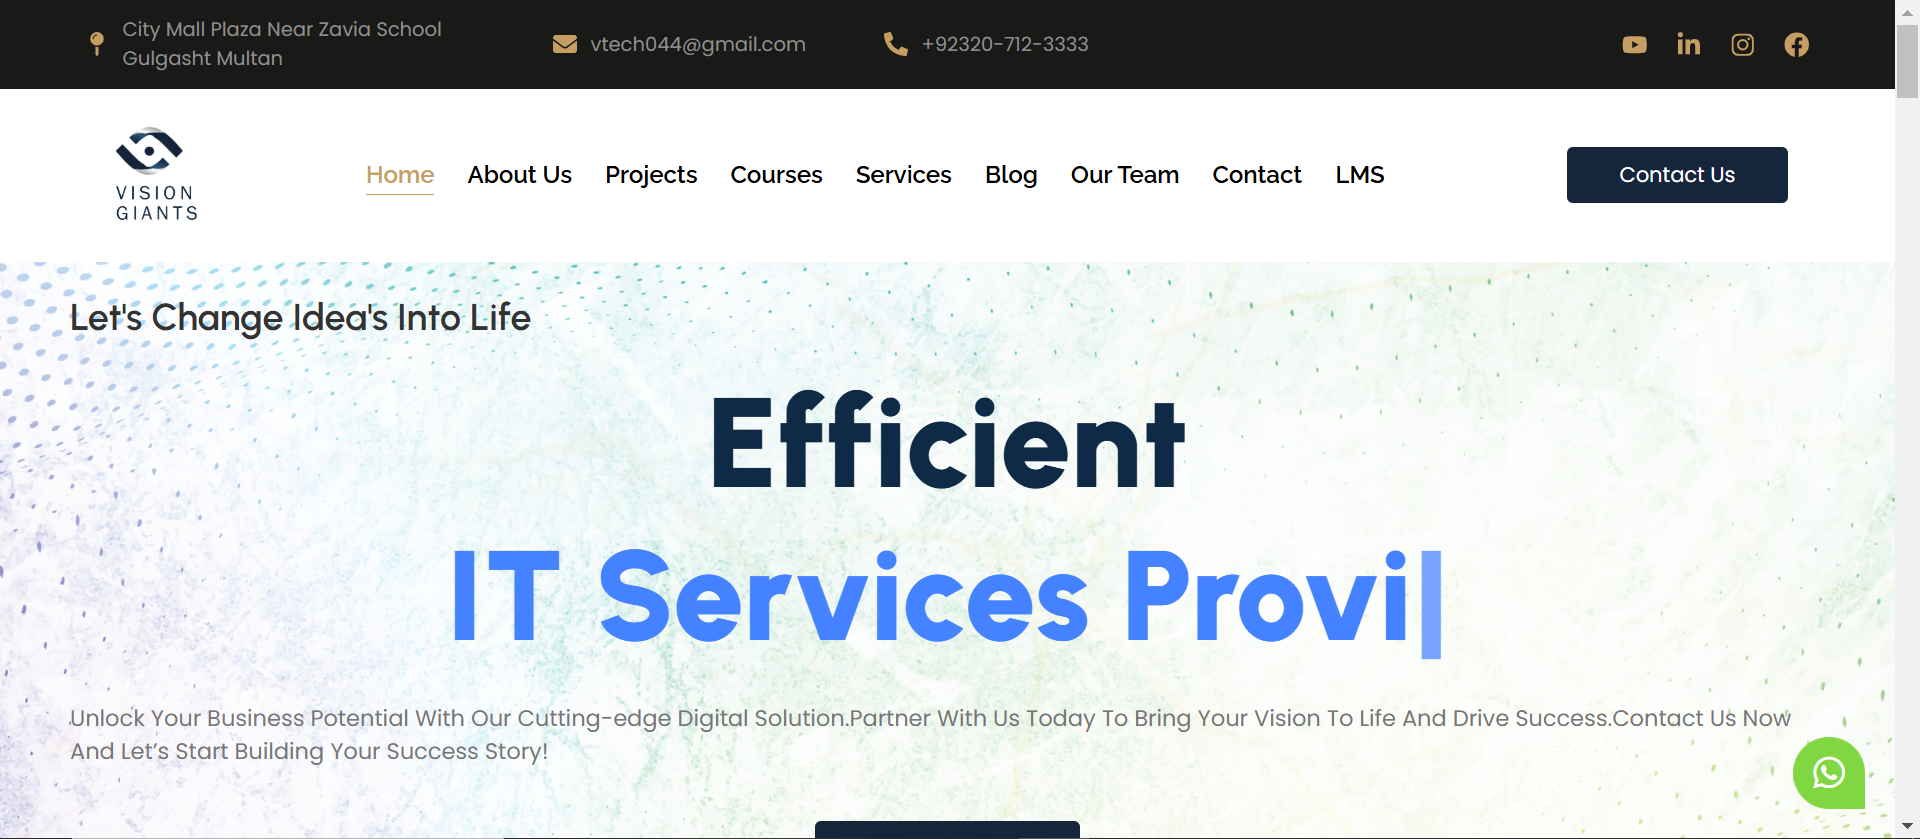 City Mall Plaza Near Zavia School
Gulgasht Multan
vtech044@gmail.com
+92320-712-3333
VISION
GIANTS
Home About Us Projects Courses Services Blog Our Team Contact LMS
Contact Us
Let's Change Idea's Into Life
Efficient
IT Services Provi
Unlock Your Business Potential With Our Cutting-edge Digital Solution.Partner With Us Today To Bring Your Vision To Life And Drive Success.Contact Us Now
And Let’s Start Building Your Success Story!